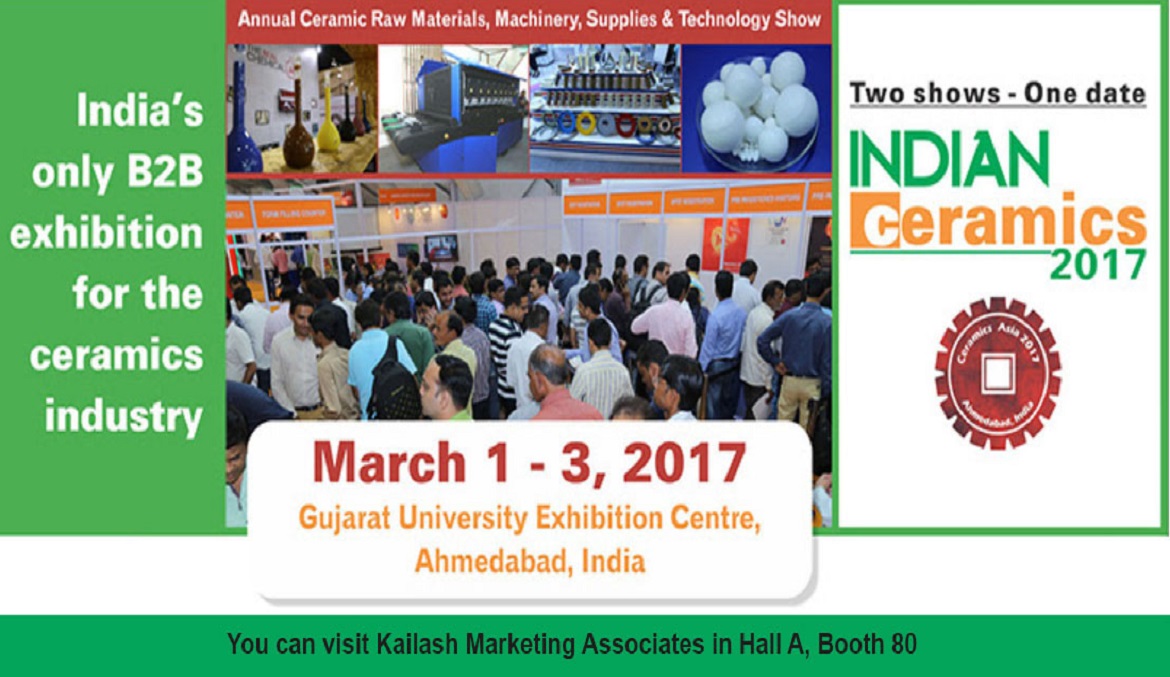 Annual Ceramic Raw Materials, Machinery, Supplies & Technology Show
India's
only B2B
exhibition
for the
ceramics
industry
Two shows - One date
INDIAN
Ceramics
2017
Ceramics Asia 2017
Ahmedabad, India
March 1 - 3, 2017
Gujarat University Exhibition Centre,
Ahmedabad, India
You can visit Kailash Marketing Associates in Hall A, Booth 80